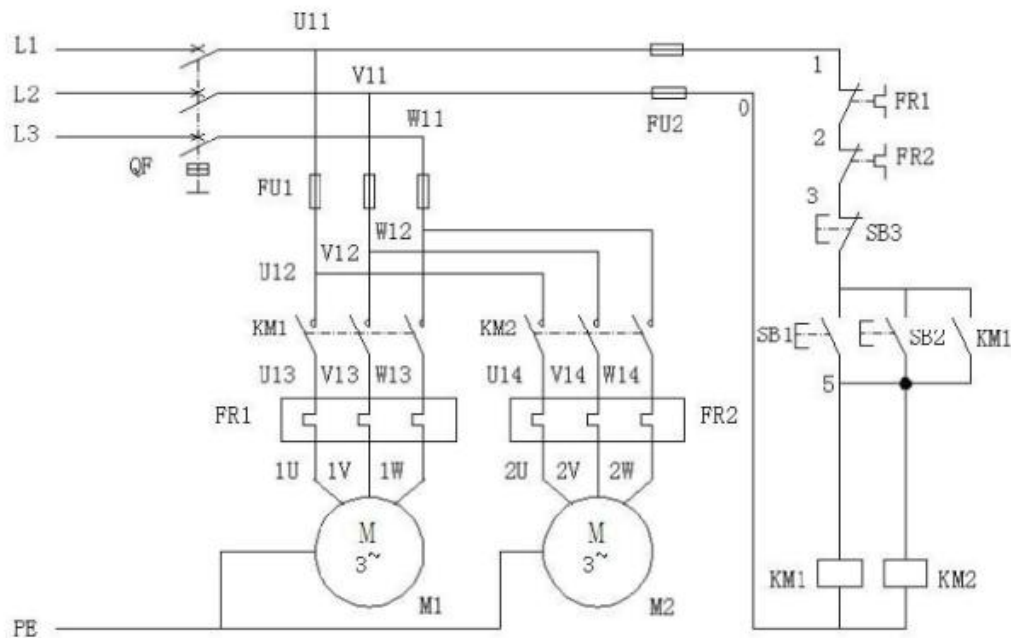 U11
L1
1
V11
FR1
L2
0
W11
FU2
L3
2
FR2
QF
FU1
3
W12
SB3
V12
U12
KM1
KM2
SB1
SB2
KM1
U13
V13
W13
U14
V14
W14
5
FR1
FR2
1U
1V
1W
2U
2V
2W
M
3~
M
3~
KM1
KM2
M1
M2
PE